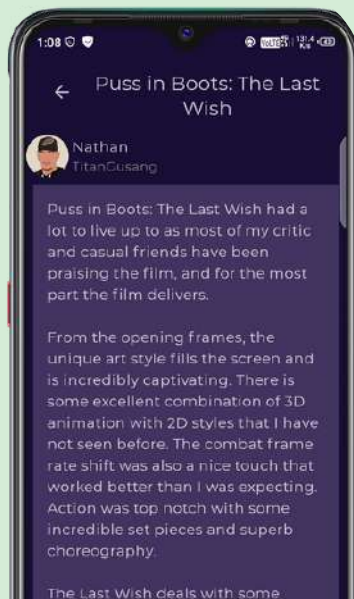 1:08
VoLTE 131.4 K/s 43
Puss in Boots: The Last
Wish
Nathan
TitanGusang
Puss in Boots: The Last Wish had a
lot to live up to as most of my critic
and casual friends have been
praising the film, and for the most
part the film delivers.
From the opening frames, the
unique art style fills the screen and
is incredibly captivating. There is
some excellent combination of 3D
animation with 2D styles that I have
not seen before. The combat frame
rate shift was also a nice touch that
worked better than I was expecting.
Action was top notch with some
incredible set pieces and superb
choreography.
The Last Wish deals with some